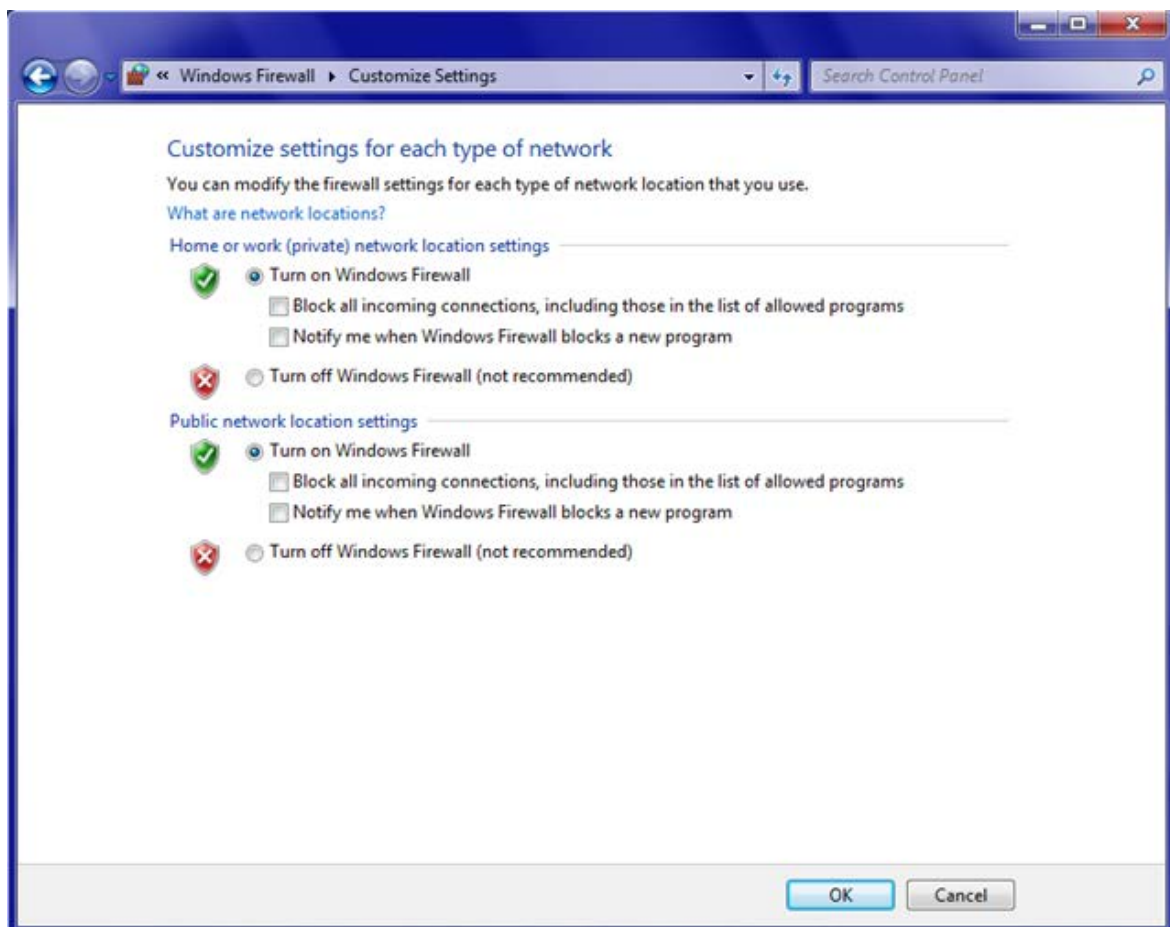 « Windows Firewall ▸ Customize Settings
Search Control Panel
Customize settings for each type of network
You can modify the firewall settings for each type of network location that you use.
What are network locations?
Home or work (private) network location settings
Turn on Windows Firewall
Block all incoming connections, including those in the list of allowed programs
Notify me when Windows Firewall blocks a new program
Turn off Windows Firewall (not recommended)
Public network location settings
Turn on Windows Firewall
Block all incoming connections, including those in the list of allowed programs
Notify me when Windows Firewall blocks a new program
Turn off Windows Firewall (not recommended)
OK Cancel